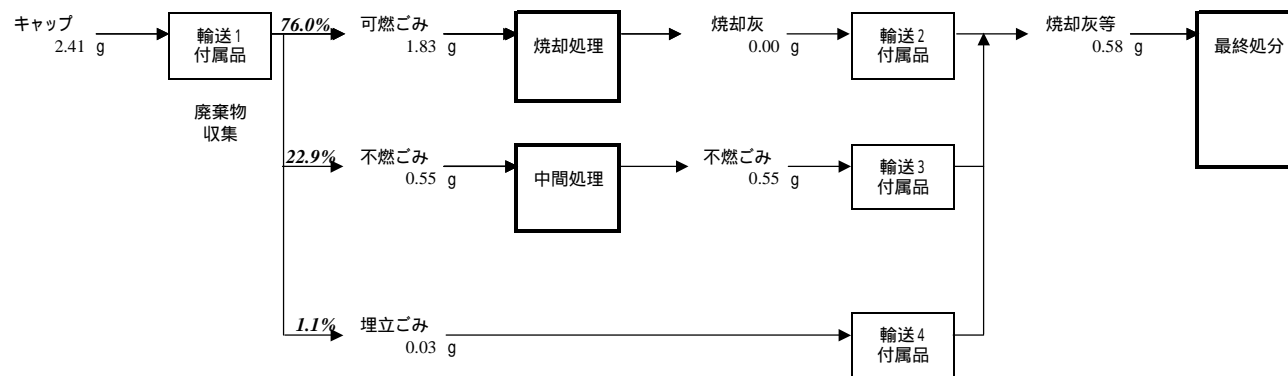 キャップ
2.41 g
輸送1
付属品
廃棄物
収集
76.0%
可燃ごみ
1.83 g
焼却処理
焼却灰
0.00 g
輸送2
付属品
焼却灰等
0.58 g
最終処分
22.9%
不燃ごみ
0.55 g
中間処理
不燃ごみ
0.55 g
輸送3
付属品
1.1%
埋立ごみ
0.03 g
輸送4
付属品